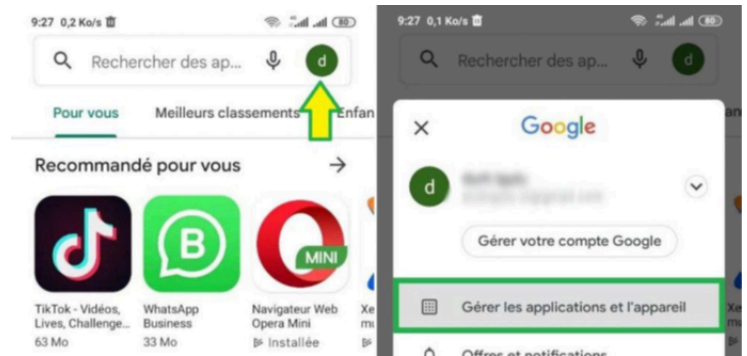 9:27 0,2 Ko/s
80
Rechercher des ap...
d
Pour vous Meilleurs classements Enfan
Recommandé pour vous
MINI
TikTok - Vidéos,
Lives, Challenge...
63 Mo
WhatsApp
Business
33 Mo
Navigateur Web
Opera Mini
Installée
Xe
mu
9:27 0,1 Ko/s
80
Rechercher des ap...
d
Google
d
Gérer votre compte Google
Gérer les applications et l'appareil
Offres et notifications